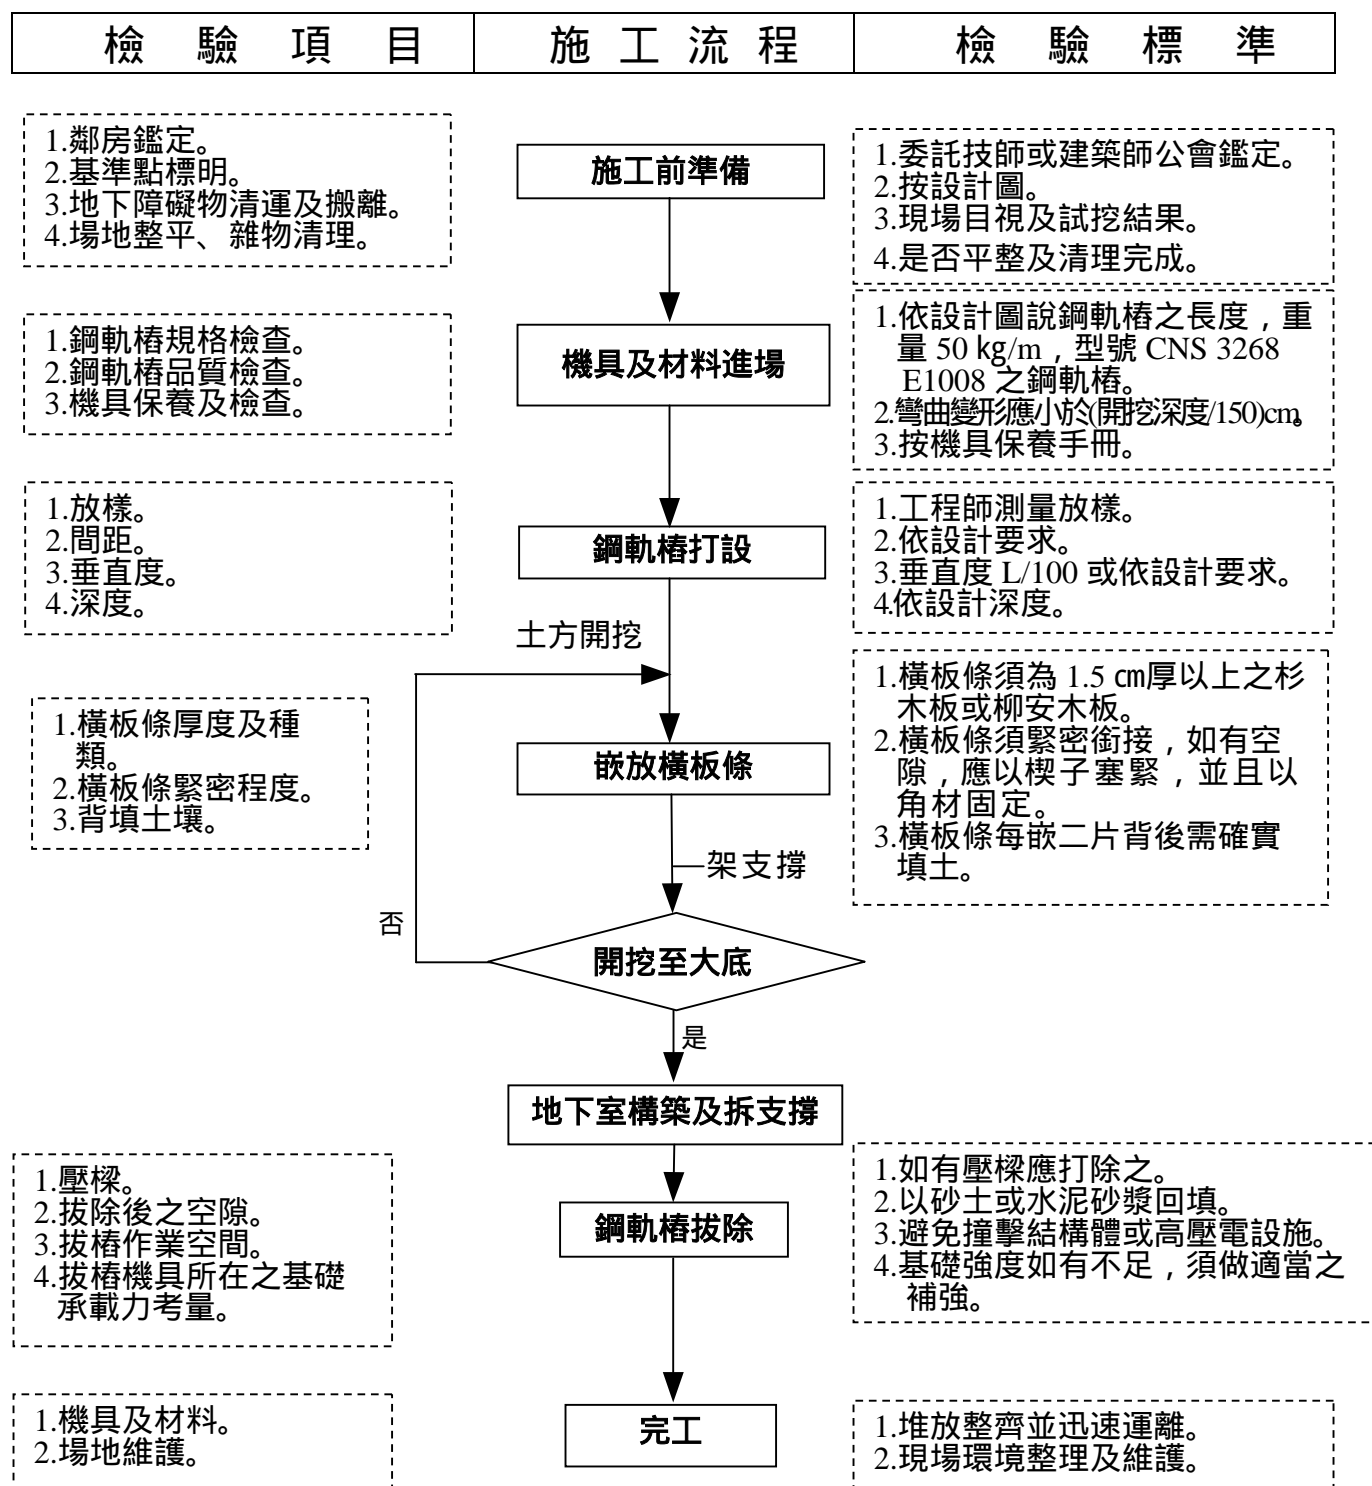 檢驗項目 施工流程 檢驗標準
1.鄰房鑑定。
2.基準點標明。
3.地下障礙物清運及搬離。
4.場地整平、雜物清理。
施工前準備
1.委託技師或建築師公會鑑定。
2.按設計圖。
3.現場目視及試挖結果。
4.是否平整及清理完成。
1.鋼軌樁規格檢查。
2.鋼軌樁品質檢查。
3.機具保養及檢查。
機具及材料進場
1.依設計圖說鋼軌樁之長度，重
量 50 kg/m，型號 CNS 3268
E1008 之鋼軌樁。
2.彎曲變形應小於(開挖深度/150)cm。
3.按機具保養手冊。
1.放樣。
2.間距。
3.垂直度。
4.深度。
鋼軌樁打設
1.工程師測量放樣。
2.依設計要求。
3.垂直度 L/100 或依設計要求。
4.依設計深度。
土方開挖
1.橫板條厚度及種
類。
2.橫板條緊密程度。
3.背填土壤。
嵌放橫板條
1.橫板條須為 1.5 ㎝厚以上之杉
木板或柳安木板。
2.橫板條須緊密銜接，如有空
隙，應以楔子塞緊，並且以
角材固定。
3.橫板條每嵌二片背後需確實
填土。
架支撐
否
開挖至大底
是
地下室構築及拆支撐
1.壓樑。
2.拔除後之空隙。
3.拔樁作業空間。
4.拔樁機具所在之基礎
承載力考量。
鋼軌樁拔除
1.如有壓樑應打除之。
2.以砂土或水泥砂漿回填。
3.避免撞擊結構體或高壓電設施。
4.基礎強度如有不足，須做適當之
補強。
1.機具及材料。
2.場地維護。
完工
1.堆放整齊並迅速運離。
2.現場環境整理及維護。